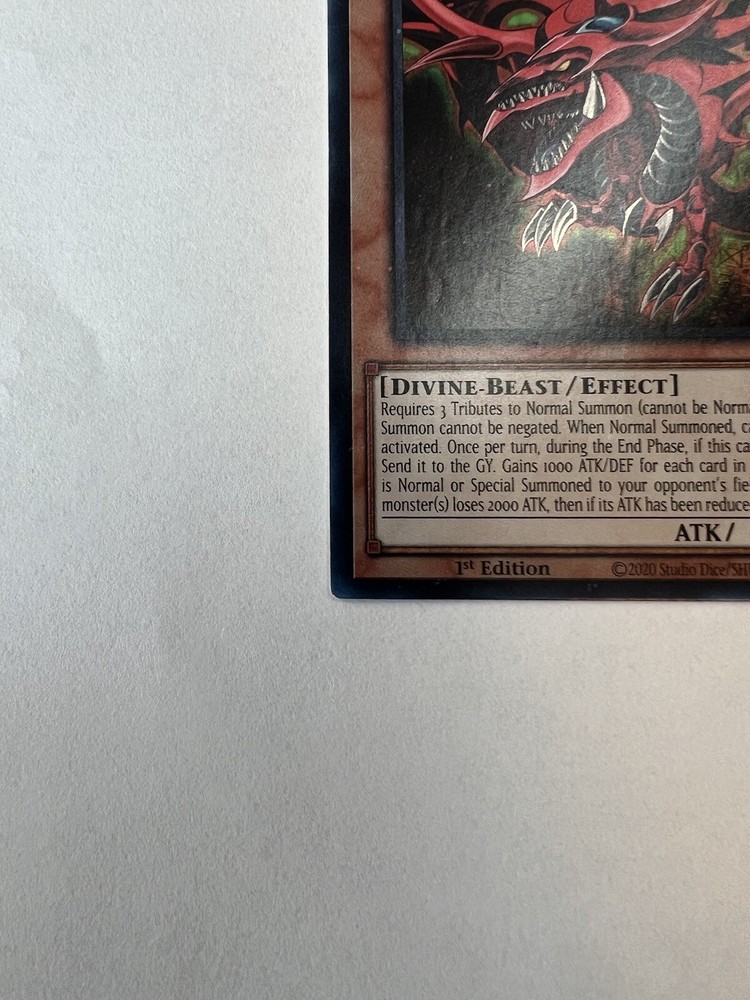 [DIVINE-BEAST/EFFECT]
Requires 3 Tributes to Normal Summon (cannot be
Summon cannot be negated. When Normal Summoned,
activated. Once per turn, during the End Phase, if this
Send it to the GY. Gains 1000 ATK/DEF for each card in
is Normal or Special Summoned to your opponent's
monster(s) loses 2000 ATK, then if its ATK has been
ATK/
1st Edition
©2020 Studio Dice/